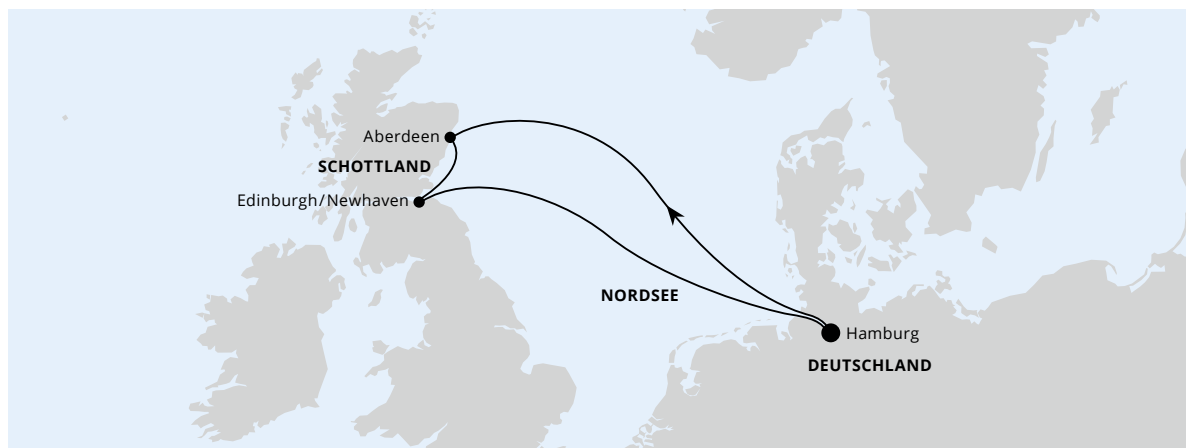 Aberdeen
SCHOTTLAND
Edinburgh/Newhaven
NORDSEE
Hamburg
DEUTSCHLAND